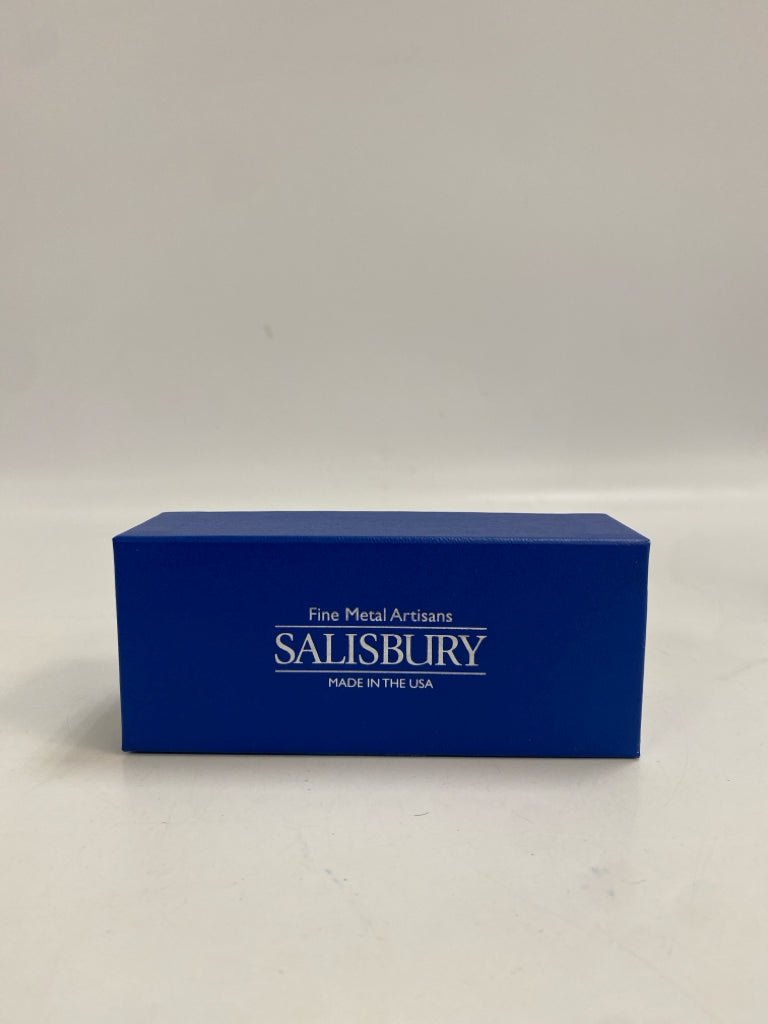 Fine Metal Artisans
SALISBURY
MADE IN THE USA